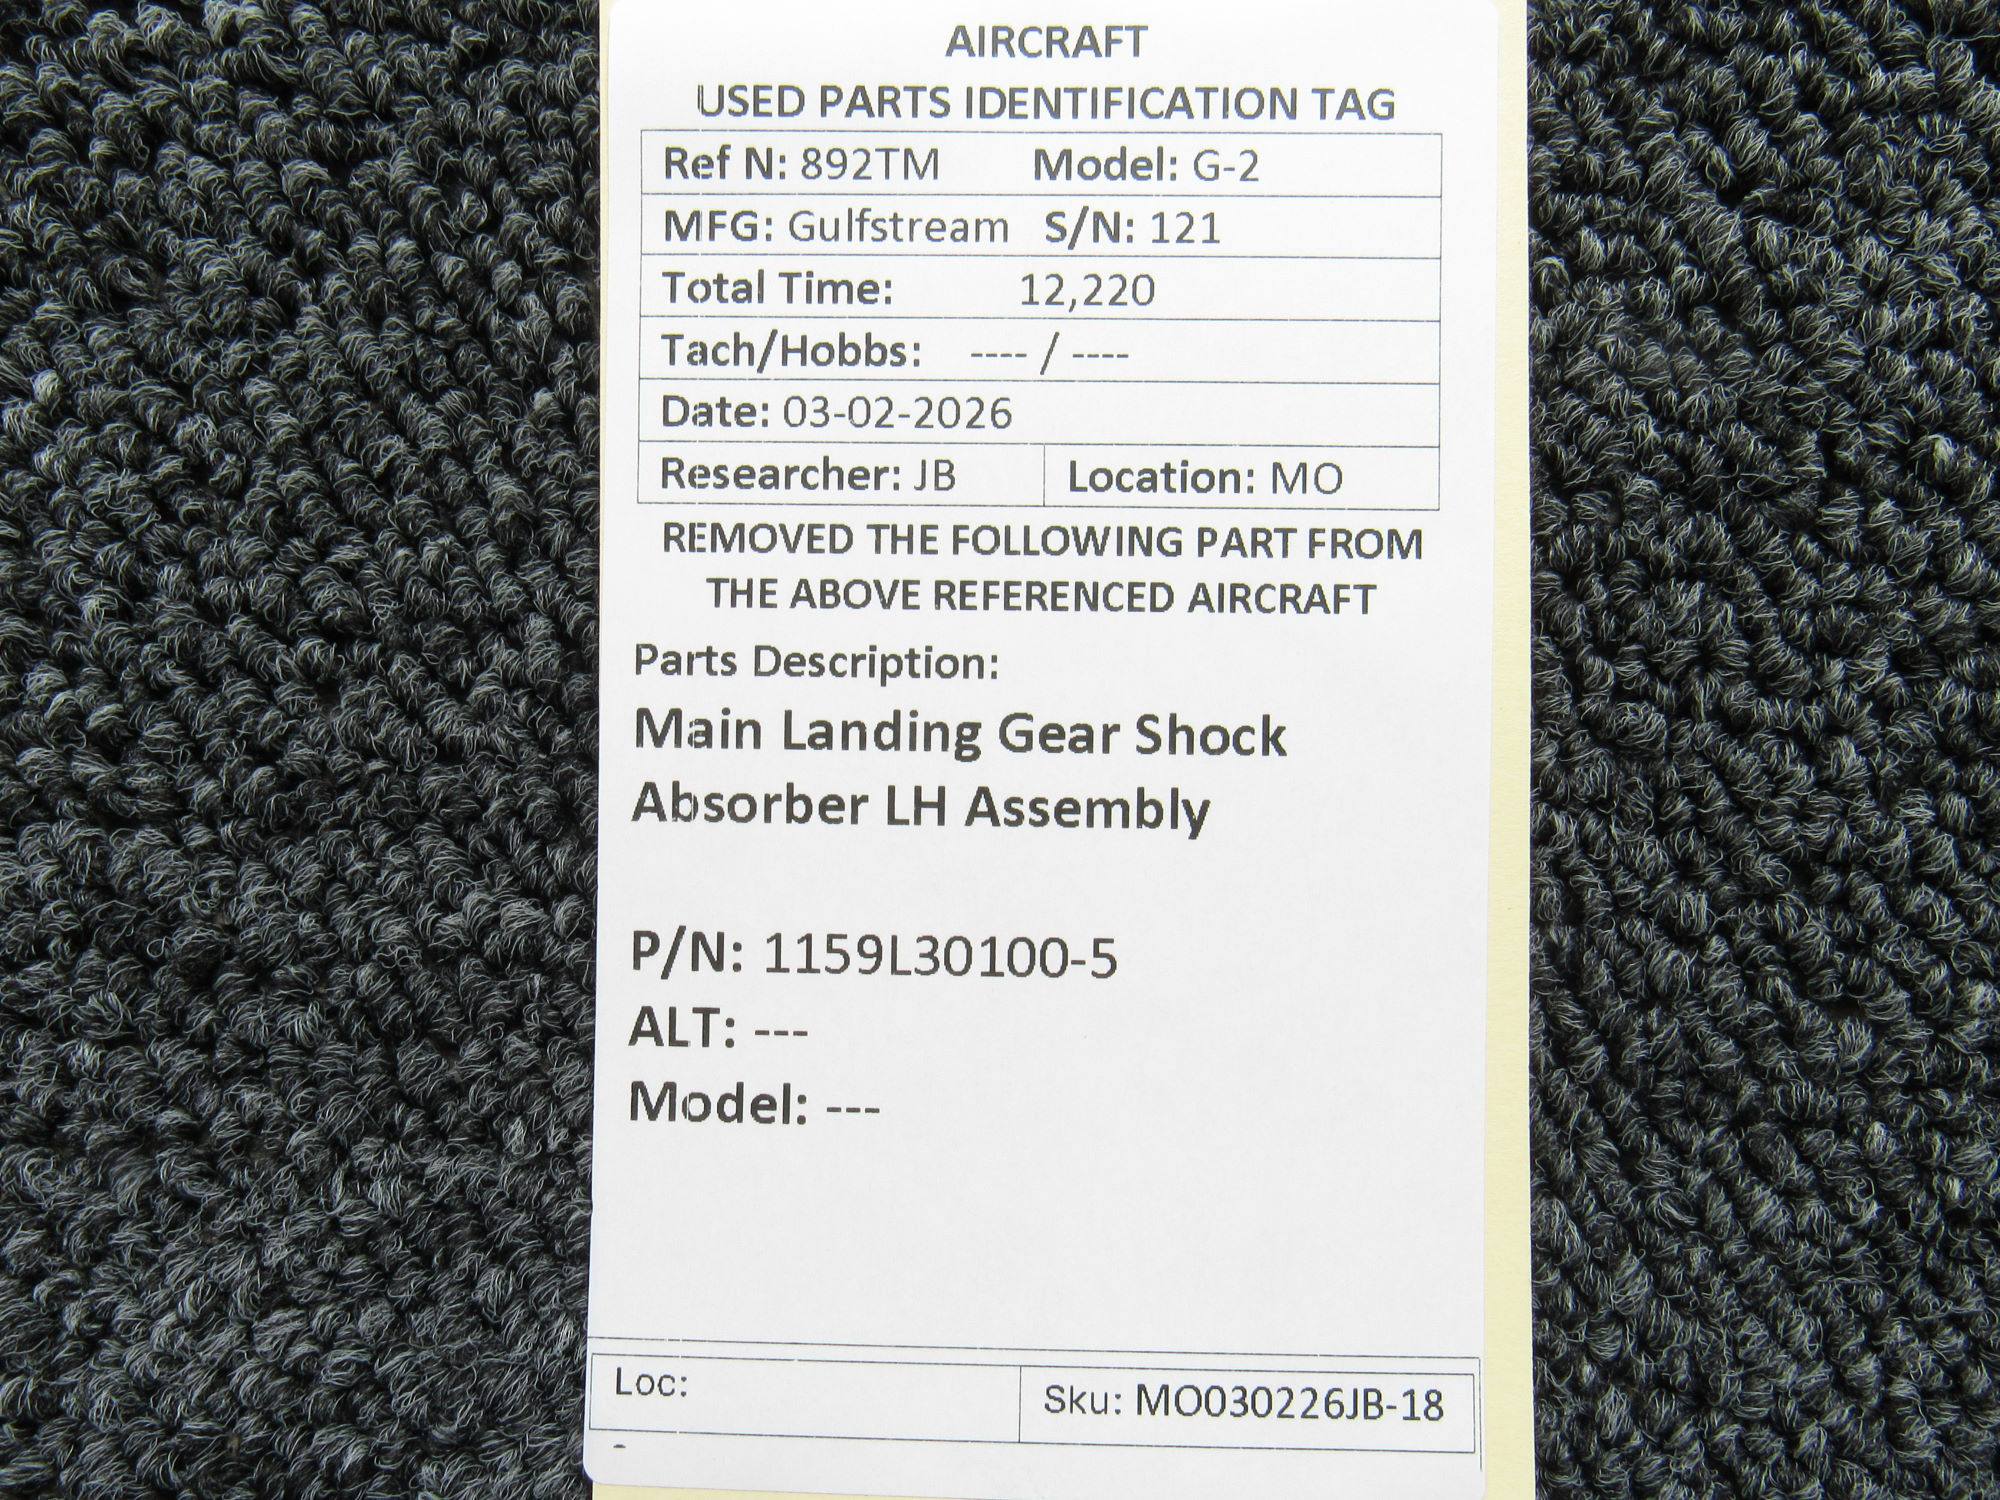 AIRCRAFT
USED PARTS IDENTIFICATION TAG
Ref N: 892TM Model: G-2
MFG: Gulfstream S/N: 121
Total Time: 12,220
Tach/Hobbs: ---- / ----
Date: 03-02-2026
Researcher: JB Location: MO
REMOVED THE FOLLOWING PART FROM
THE ABOVE REFERENCED AIRCRAFT
Parts Description:
Main Landing Gear Shock
Absorber LH Assembly
P/N: 1159L30100-5
ALT: ---
Model: ---
Loc:
Sku: MO030226JB-18